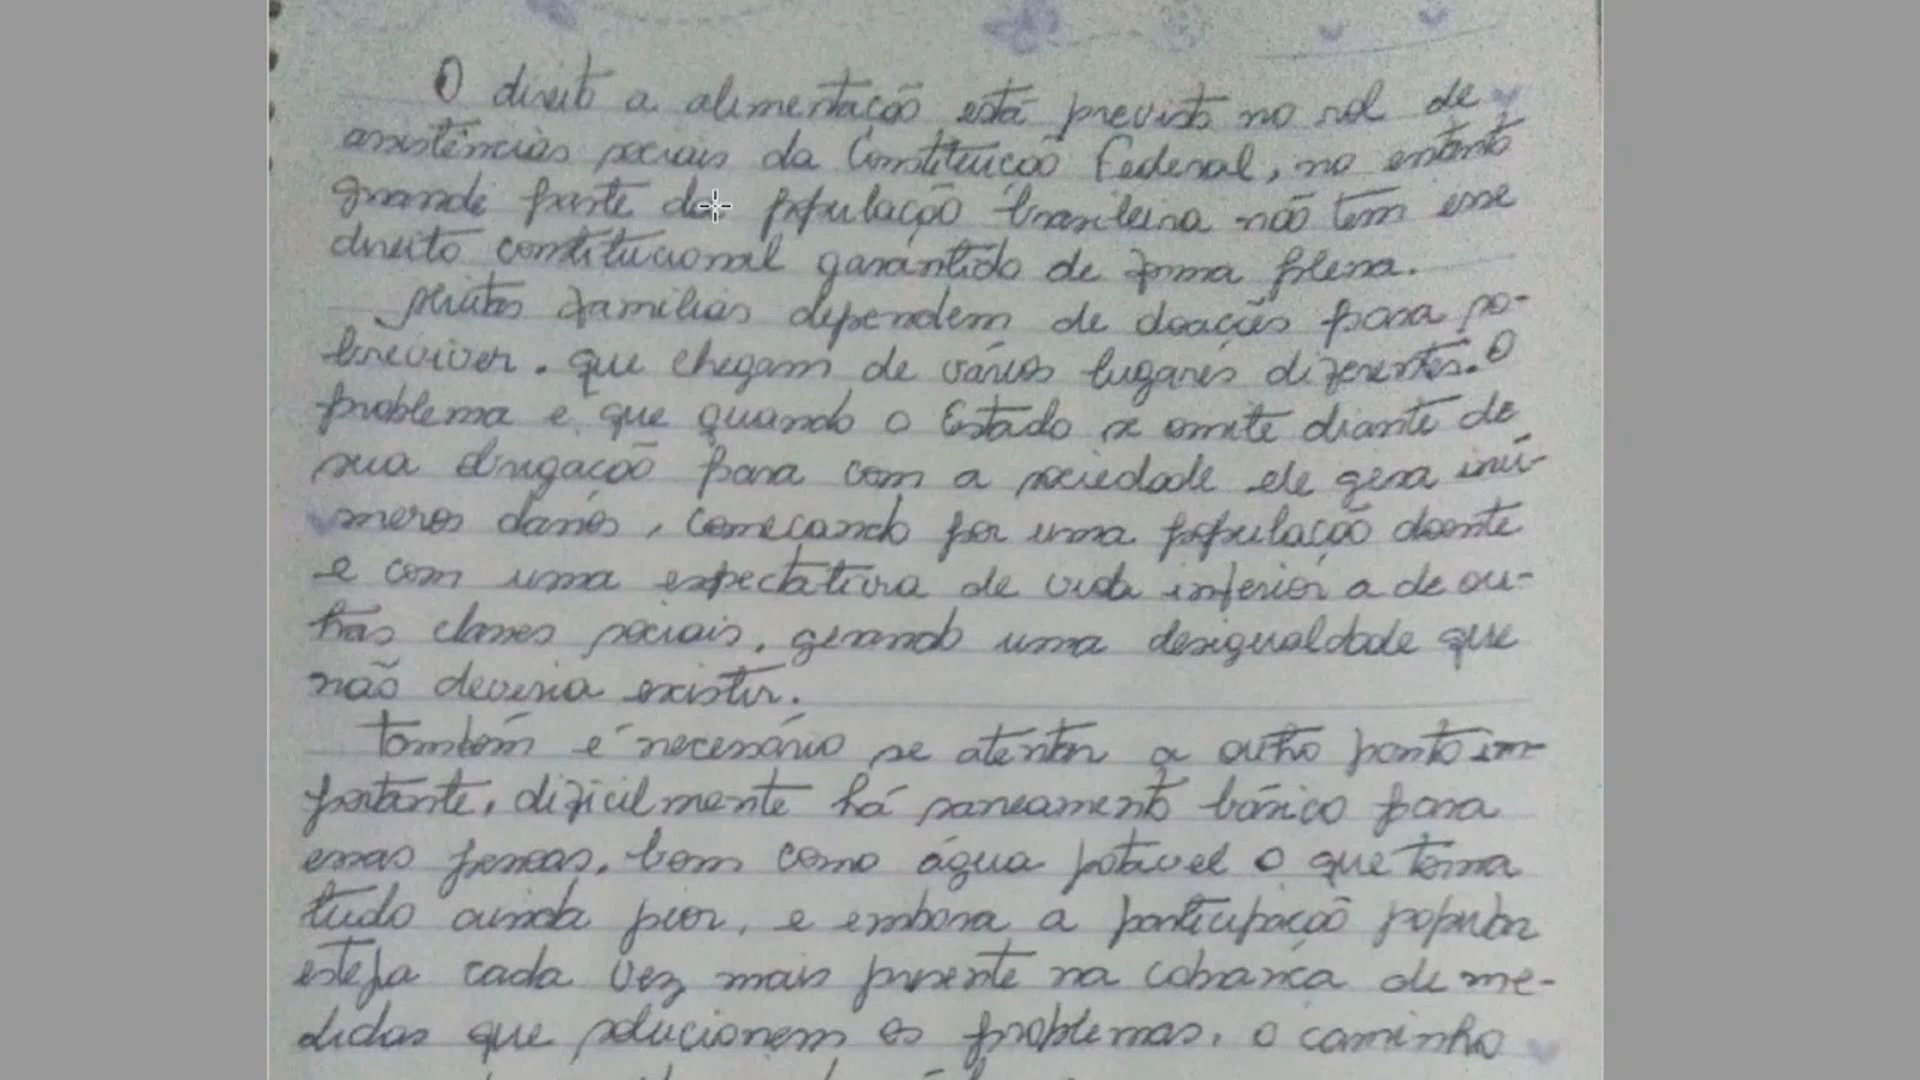 O direito a alimentação está previsto no rol de
assistências sociais da Constituição Federal, no entanto
grande parte da população brasileira não tem esse
direito constitucional garantido de forma plena.
Muitas famílias dependem de doações para so-
breviver. que chegam de vários lugares diferentes. O
problema e que quando o Estado se omite diante de
sua obrigação para com a sociedade ele gera inú-
meros danos, começando por uma população doente
e com uma expectativa de vida inferior a de ou-
tras classes sociais, gerando uma desigualdade que
não deveria existir.
Também é necessário se atentar a outro ponto im-
portante, dificilmente há saneamento básico para
essas pessoas, bem como água potável o que torna
tudo ainda pior, e embora a participação popular
esteja cada vez mais presente na cobrança de me-
didas que solucionem os problemas, o caminho